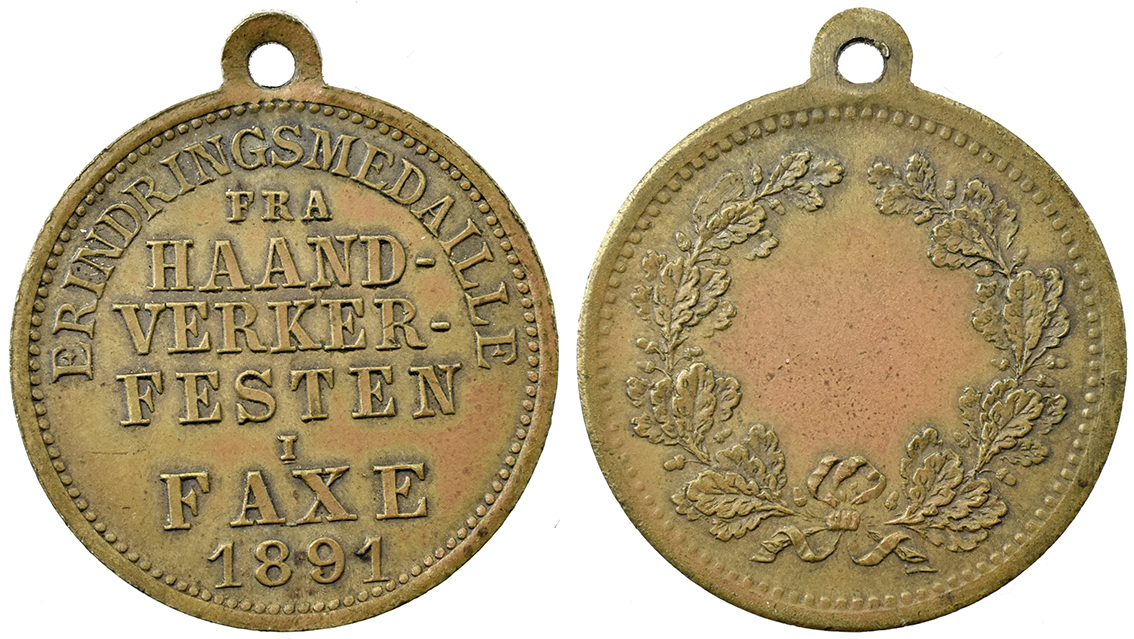 ERINDRINGSMEDAILLE
FRA
HAAND-
VERKER-
FESTEN
I
FAXE
1891